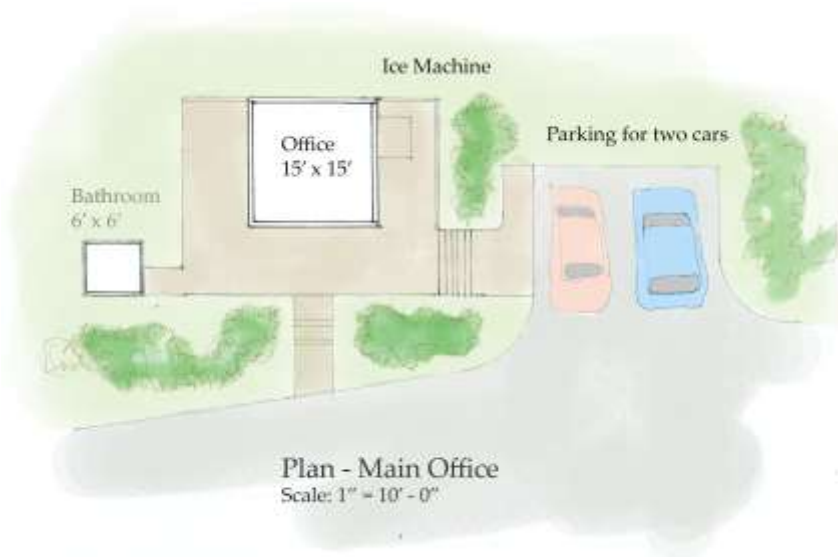 Ice Machine
Parking for two cars
Office
15' x 15'
Bathroom
6' x 6'
Plan - Main Office
Scale: 1" = 10' - 0"